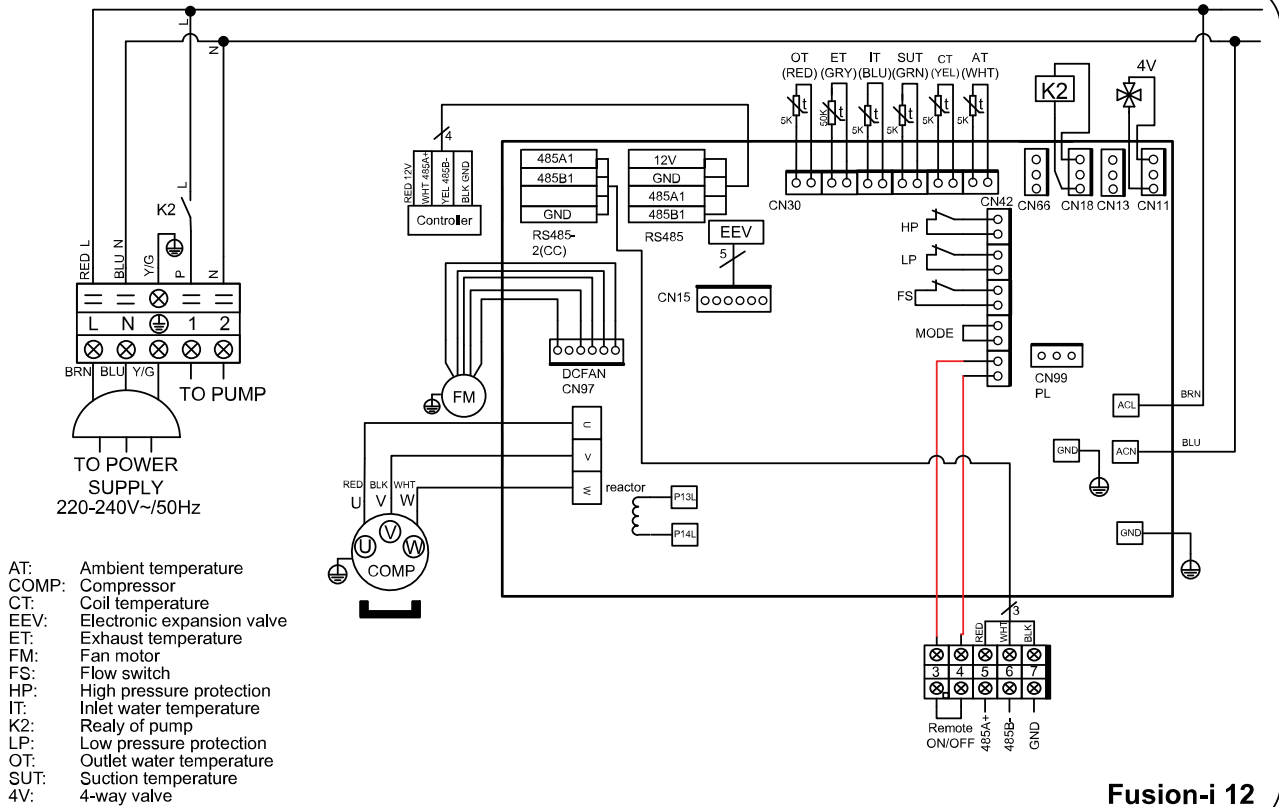 L
N
K2
L
RED L
BLU N
Y/G
P
N
L N 1 2
BRN BLU Y/G
TO PUMP
TO POWER
SUPPLY
220-240V~/50Hz
4
RED 12V
WHT 485A+
YEL 485B-
BLK GND
Controller
485A1
485B1
GND
RS485-
2(CC)
12V
GND
485A1
485B1
RS485
EEV
5
CN15
OT ET IT SUT CT AT
(RED) (GRY) (BLU) (GRN) (YEL) (WHT)
t t t t t t
5K 50K 5K 5K 5K 5K
CN30
CN42
K2
4V
CN66 CN18 CN13 CN11
HP
LP
FS
MODE
CN99
PL
DCFAN
CN97
FM
U
V
W
RED BLK WHT
U V W
U V W
COMP
reactor
P13L
P14L
ACL
BRN
ACN
BLU
GND
GND
3
RED
WHT
BLK
3 4 5 6 7
Remote
ON/OFF
485A+
485B-
GND
AT: Ambient temperature
COMP: Compressor
CT: Coil temperature
EEV: Electronic expansion valve
ET: Exhaust temperature
FM: Fan motor
FS: Flow switch
HP: High pressure protection
IT: Inlet water temperature
K2: Realy of pump
LP: Low pressure protection
OT: Outlet water temperature
SUT: Suction temperature
4V: 4-way valve
Fusion-i 12